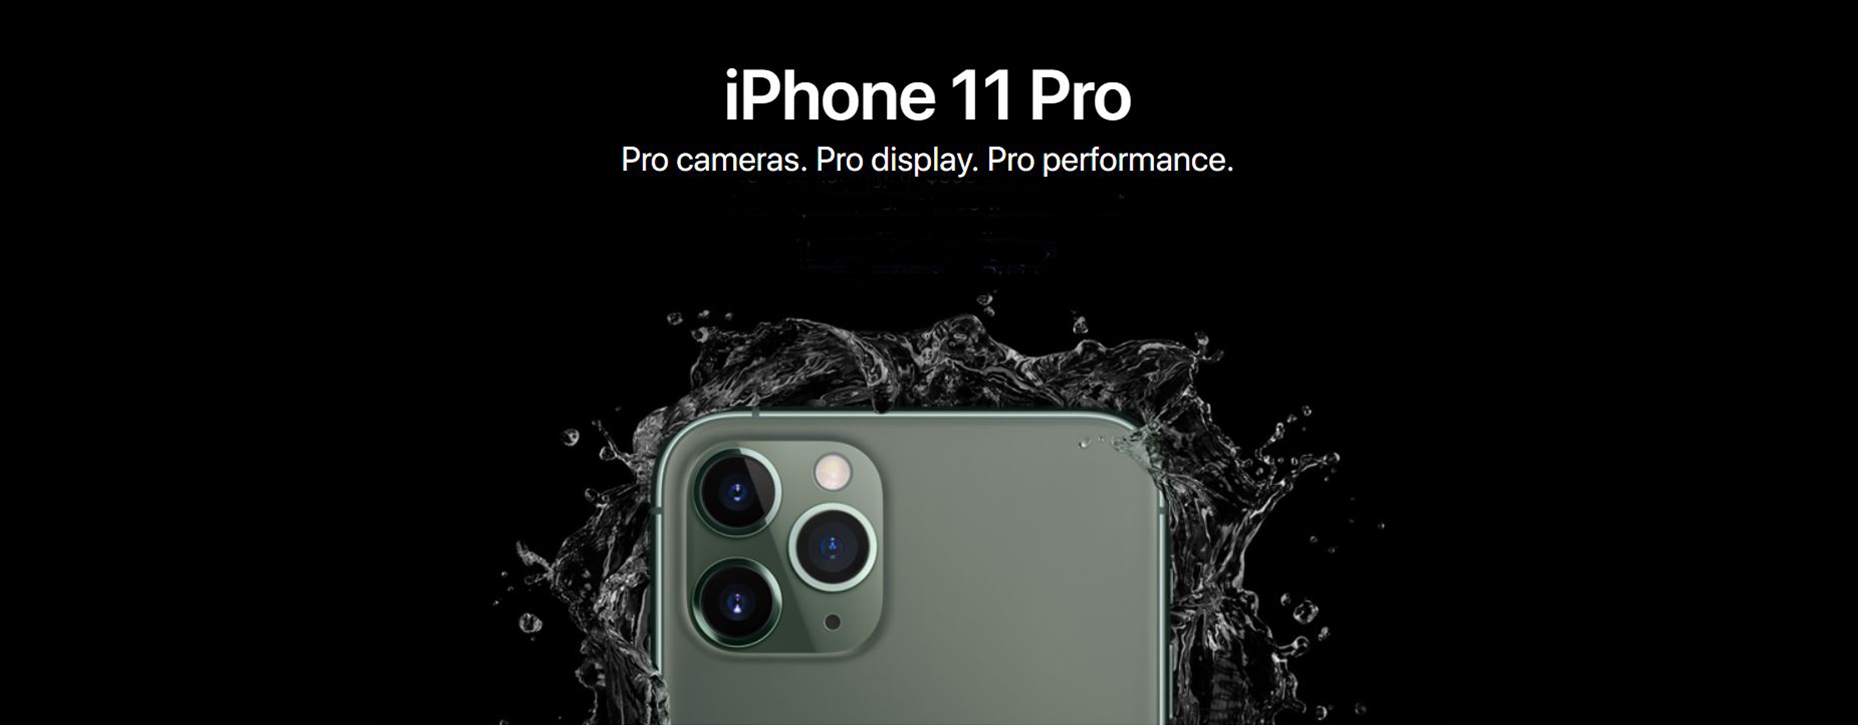 iPhone 11 Pro
Pro cameras. Pro display. Pro performance.